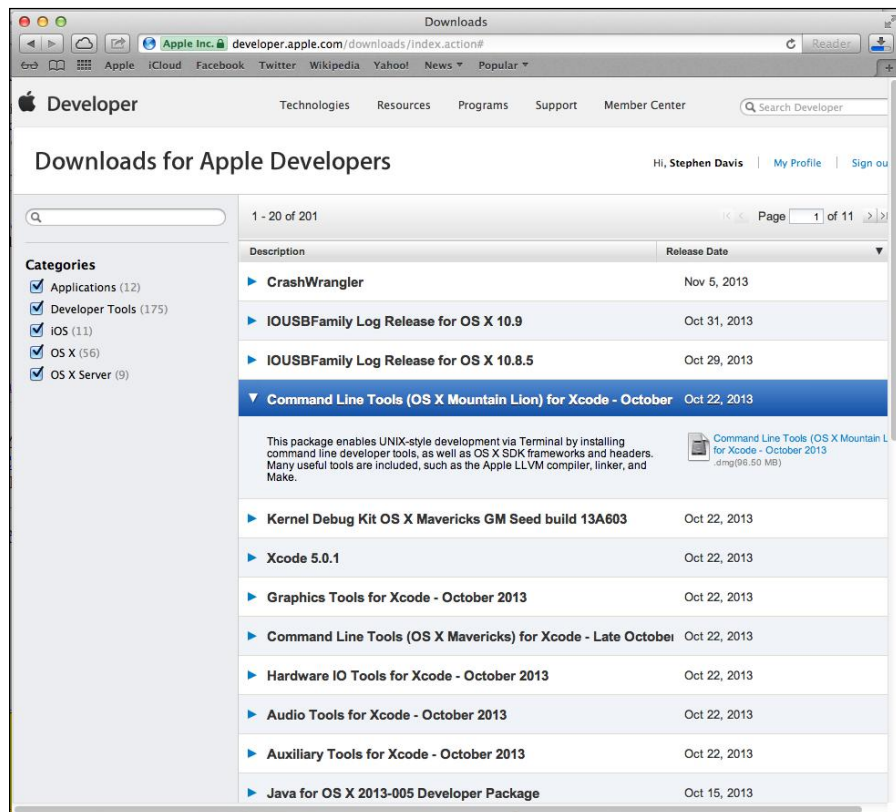 Downloads
Apple Inc. developer.apple.com/downloads/index.action#
Reader
Apple iCloud Facebook Twitter Wikipedia Yahoo! News Popular
Developer
Technologies Resources Programs Support Member Center
Search Developer
Downloads for Apple Developers
Hi, Stephen Davis | My Profile | Sign ou
1 - 20 of 201
Page 1 of 11
Categories
Applications (12)
Developer Tools (175)
iOS (11)
OS X (56)
OS X Server (9)
Description Release Date
CrashWrangler Nov 5, 2013
IOUSBFamily Log Release for OS X 10.9 Oct 31, 2013
IOUSBFamily Log Release for OS X 10.8.5 Oct 29, 2013
Command Line Tools (OS X Mountain Lion) for Xcode - October Oct 22, 2013
This package enables UNIX-style development via Terminal by installing
command line developer tools, as well as OS X SDK frameworks and headers.
Many useful tools are included, such as the Apple LLVM compiler, linker, and
Make.
Command Line Tools (OS X Mountain L
for Xcode - October 2013
.dmg(96.50 MB)
Kernel Debug Kit OS X Mavericks GM Seed build 13A603 Oct 22, 2013
Xcode 5.0.1 Oct 22, 2013
Graphics Tools for Xcode - October 2013 Oct 22, 2013
Command Line Tools (OS X Mavericks) for Xcode - Late October Oct 22, 2013
Hardware IO Tools for Xcode - October 2013 Oct 22, 2013
Audio Tools for Xcode - October 2013 Oct 22, 2013
Auxiliary Tools for Xcode - October 2013 Oct 22, 2013
Java for OS X 2013-005 Developer Package Oct 15, 2013